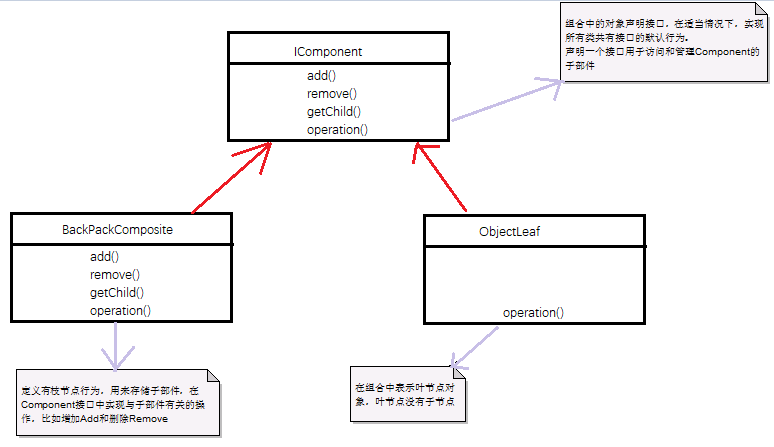 组合中的对象声明接口，在适当情况下，实现
所有类共有接口的默认行为。
声明一个接口用于访问和管理Component的
子部件
IComponent
add()
remove()
getChild()
operation()
BackPackComposite
add()
remove()
getChild()
operation()
ObjectLeaf
operation()
定义有枝节点行为，用来存储子部件，在
Component接口中实现与子部件有关的操
作，比如增加Add和删除Remove
在组合中表示叶节点对
象，叶节点没有子节点